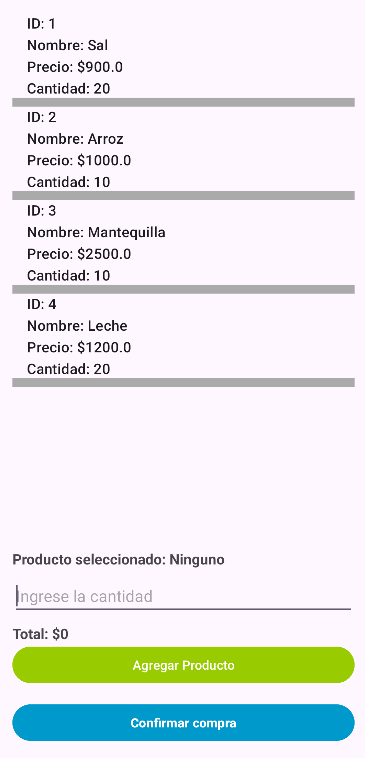 ID: 1
Nombre: Sal
Precio: $900.0
Cantidad: 20
ID: 2
Nombre: Arroz
Precio: $1000.0
Cantidad: 10
ID: 3
Nombre: Mantequilla
Precio: $2500.0
Cantidad: 10
ID: 4
Nombre: Leche
Precio: $1200.0
Cantidad: 20
Producto seleccionado: Ninguno
Ingrese la cantidad
Total: $0
Agregar Producto
Confirmar compra